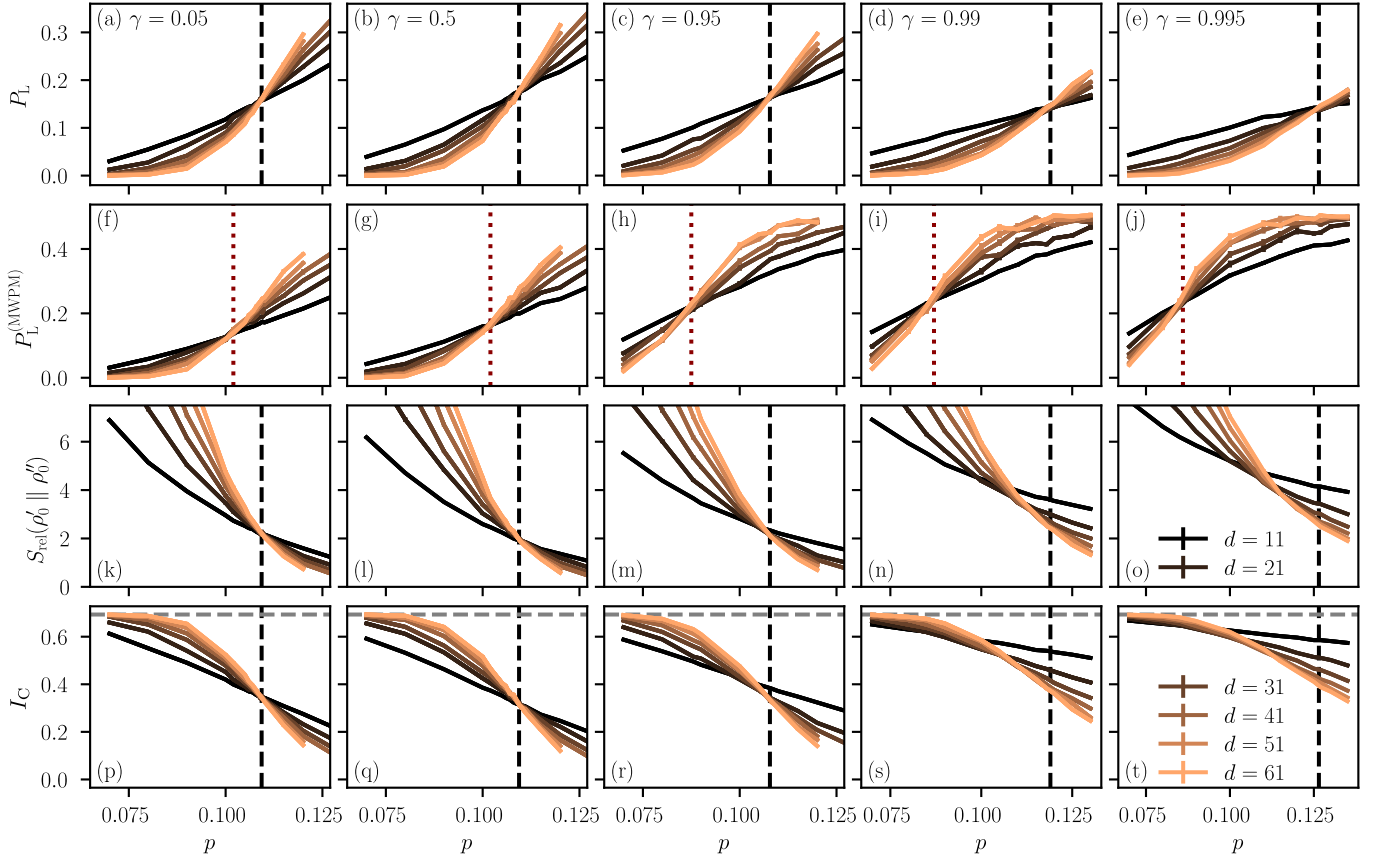 (a) γ = 0.05
(b) γ = 0.5
(c) γ = 0.95
(d) γ = 0.99
(e) γ = 0.995
0.3
0.2
0.1
0.0
P_L
(f)
(g)
(h)
(i)
(j)
0.4
0.2
0.0
P_L^(MWPM)
6
4
2
0
S_rel(ρ′_0 || ρ″_0)
(k)
(l)
(m)
(n)
(o)
d = 11
d = 21
0.6
0.4
0.2
0.0
I_C
(p)
(q)
(r)
(s)
(t)
d = 31
d = 41
d = 51
d = 61
0.075 0.100 0.125
0.075 0.100 0.125
0.075 0.100 0.125
0.075 0.100 0.125
0.075 0.100 0.125
p
p
p
p
p